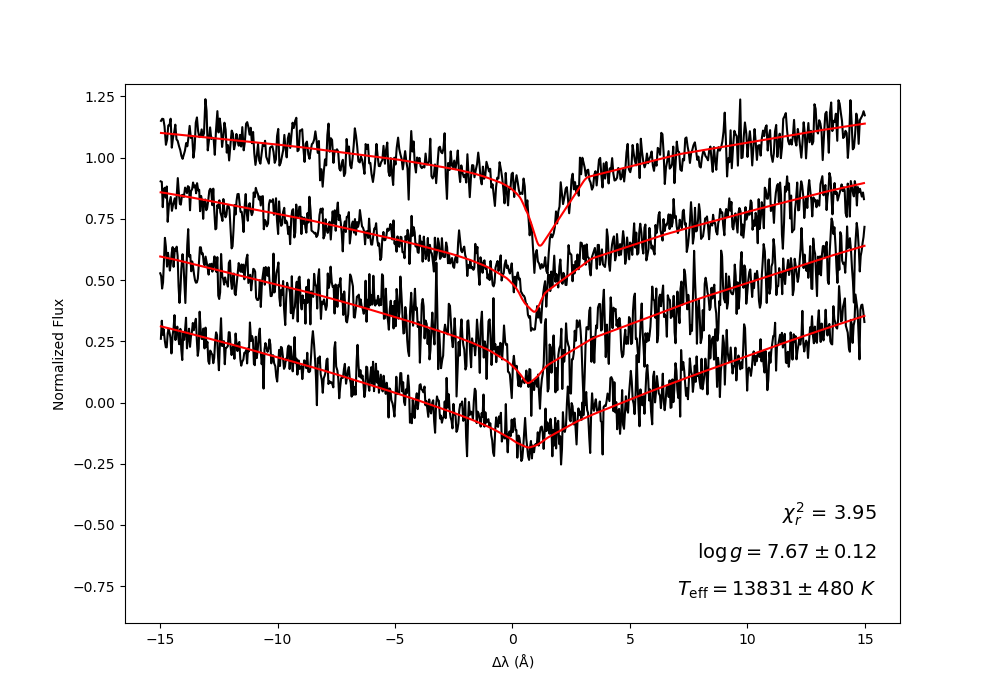 1.25
1.00
0.75
0.50
0.25
0.00
−0.25
−0.50
−0.75
Normalized Flux
χ²ᵣ = 3.95
log g = 7.67 ± 0.12
T_eff = 13831 ± 480 K
−15 −10 −5 0 5 10 15
Δλ (Å)